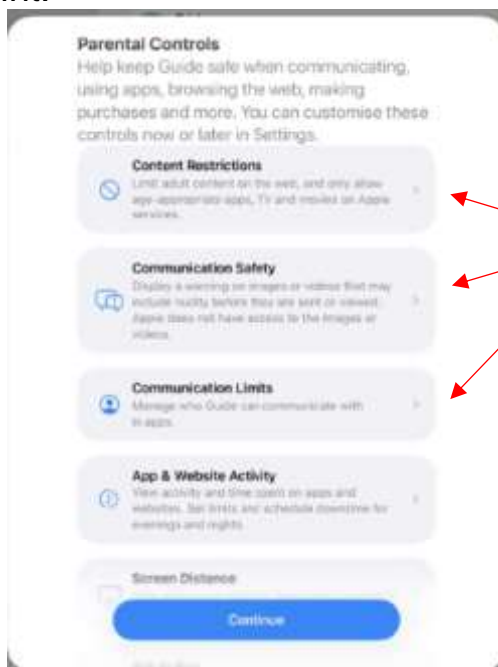 Parental Controls
Help keep Guide safe when communicating,
using apps, browsing the web, making
purchases and more. You can customise these
controls now or later in Settings.
Content Restrictions
Limit adult content on the web, and only allow
age-appropriate apps, TV and movies on Apple
services.
Communication Safety
Display a warning on images or videos that may
include nudity before they are sent or viewed.
Apple does not have access to the images or
videos.
Communication Limits
Manage who Guide can communicate with
in apps.
App & Website Activity
View activity and time spent on apps and
websites. Set limits and schedule downtime for
evenings and nights.
Screen Distance
Continue